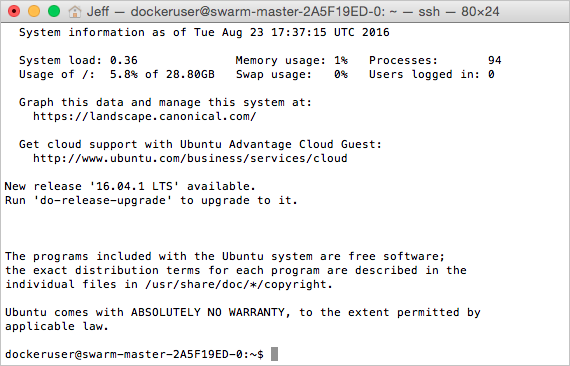 Jeff — dockeruser@swarm-master-2A5F19ED-0: ~ — ssh — 80×24
System information as of Tue Aug 23 17:37:15 UTC 2016
System load: 0.36 Memory usage: 1% Processes: 94
Usage of /: 5.8% of 28.80GB Swap usage: 0% Users logged in: 0
Graph this data and manage this system at:
https://landscape.canonical.com/
Get cloud support with Ubuntu Advantage Cloud Guest:
http://www.ubuntu.com/business/services/cloud
New release '16.04.1 LTS' available.
Run 'do-release-upgrade' to upgrade to it.
The programs included with the Ubuntu system are free software;
the exact distribution terms for each program are described in the
individual files in /usr/share/doc/*/copyright.
Ubuntu comes with ABSOLUTELY NO WARRANTY, to the extent permitted by
applicable law.
dockeruser@swarm-master-2A5F19ED-0:~$